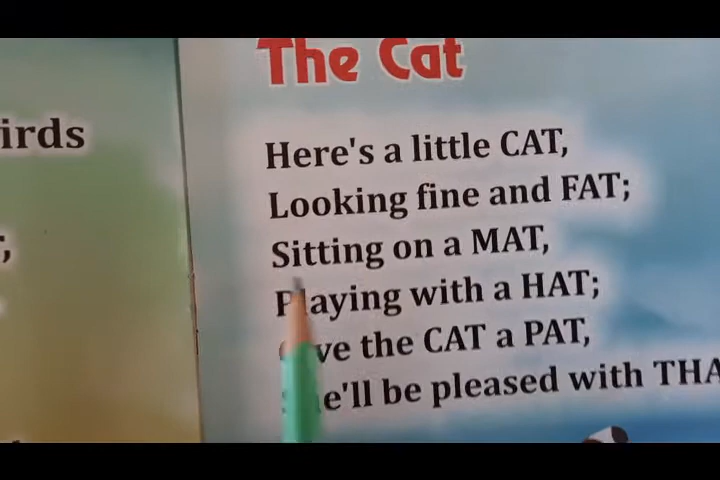 The Cat
irds
Here's a little CAT,
Looking fine and FAT;
Sitting on a MAT,
Playing with a HAT;
the CAT a PAT,
be pleased with